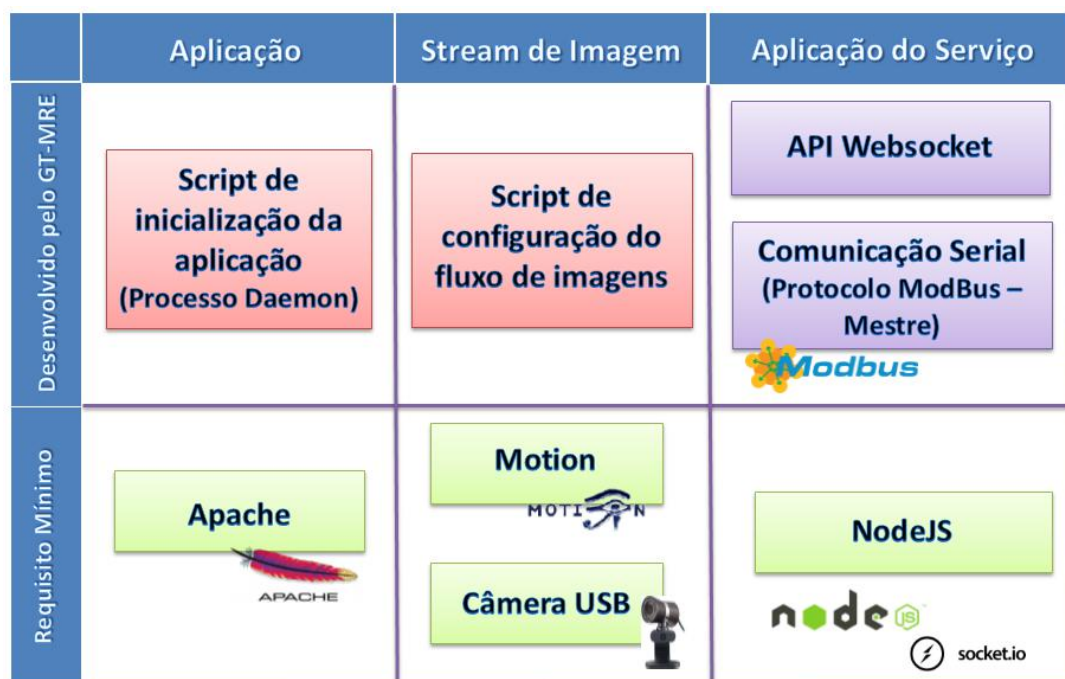 Aplicação
Stream de Imagem
Aplicação do Serviço
Desenvolvido pelo GT-MRE
Script de
inicialização da
aplicação
(Processo Daemon)
Script de
configuração do
fluxo de imagens
API Websocket
Comunicação Serial
(Protocolo ModBus –
Mestre)
Modbus
Requisito Mínimo
Apache
APACHE
Motion
MOTION
Câmera USB
NodeJS
node
JS
socket.io